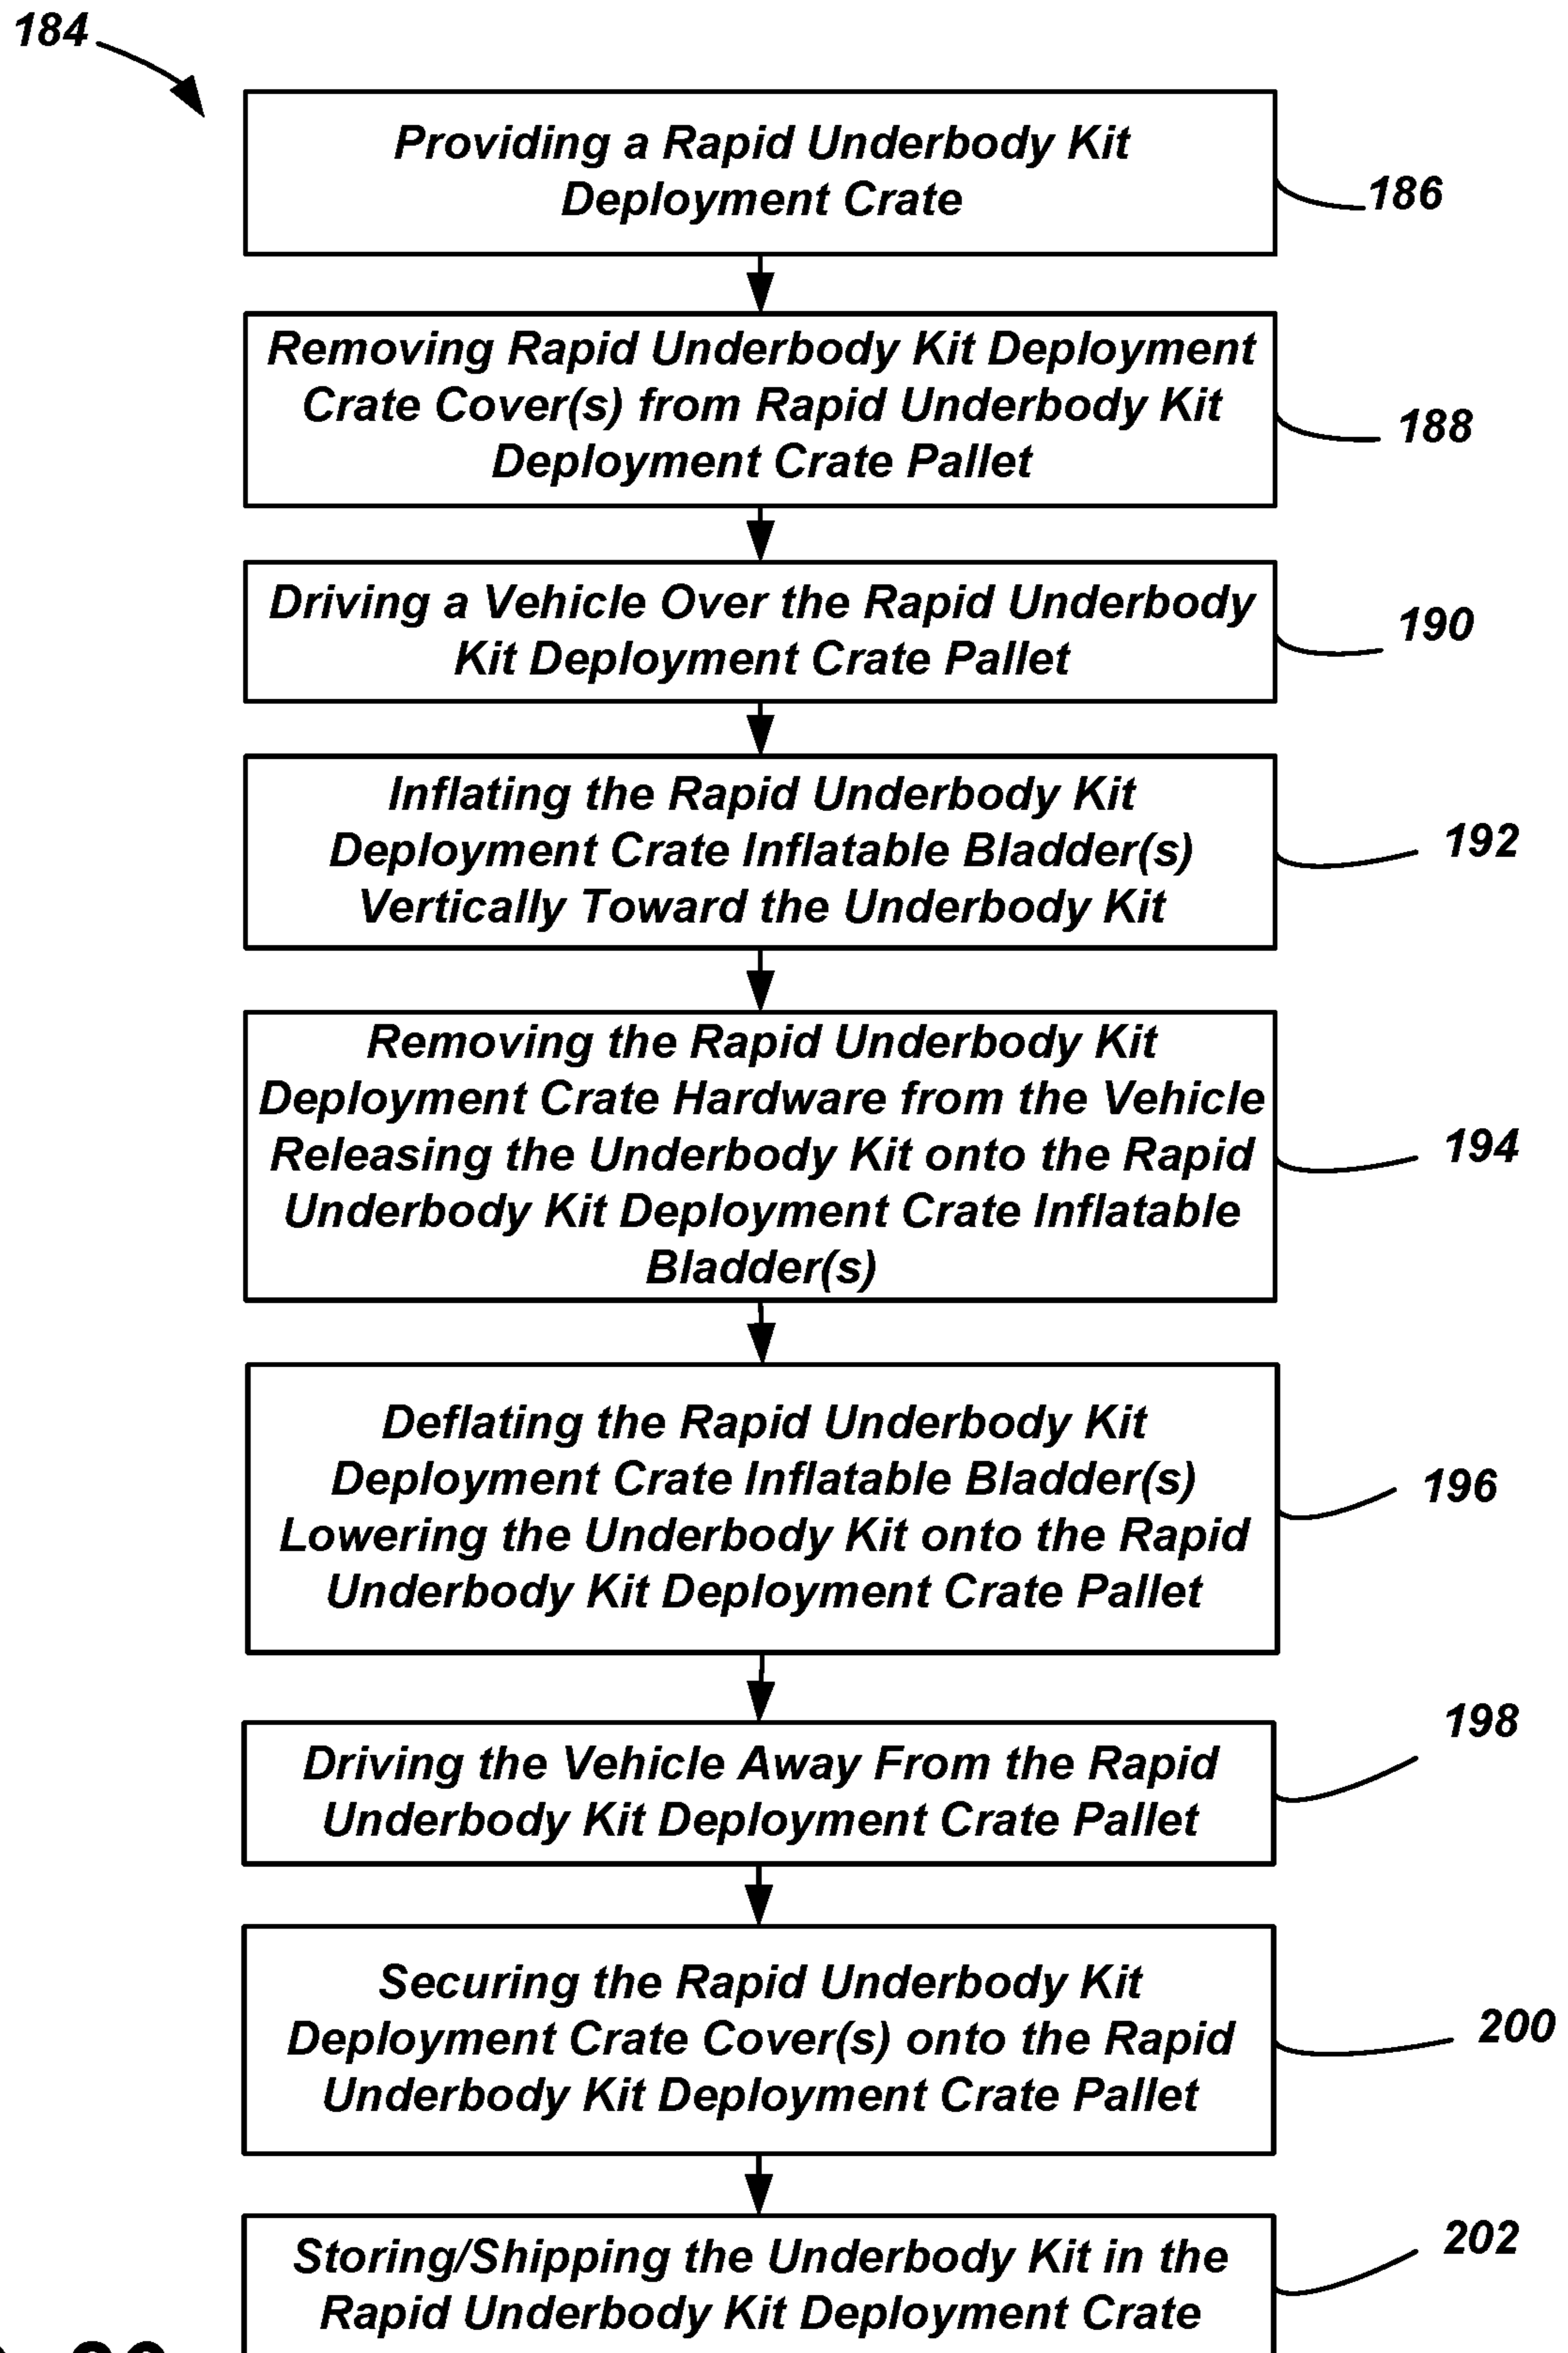 184
Providing a Rapid Underbody Kit
Deployment Crate
186
Removing Rapid Underbody Kit Deployment
Crate Cover(s) from Rapid Underbody Kit
Deployment Crate Pallet
188
Driving a Vehicle Over the Rapid Underbody
Kit Deployment Crate Pallet
190
Inflating the Rapid Underbody Kit
Deployment Crate Inflatable Bladder(s)
Vertically Toward the Underbody Kit
192
Removing the Rapid Underbody Kit
Deployment Crate Hardware from the Vehicle
Releasing the Underbody Kit onto the Rapid
Underbody Kit Deployment Crate Inflatable
Bladder(s)
194
Deflating the Rapid Underbody Kit
Deployment Crate Inflatable Bladder(s)
Lowering the Underbody Kit onto the Rapid
Underbody Kit Deployment Crate Pallet
196
Driving the Vehicle Away From the Rapid
Underbody Kit Deployment Crate Pallet
198
Securing the Rapid Underbody Kit
Deployment Crate Cover(s) onto the Rapid
Underbody Kit Deployment Crate Pallet
200
Storing/Shipping the Underbody Kit in the
Rapid Underbody Kit Deployment Crate
202